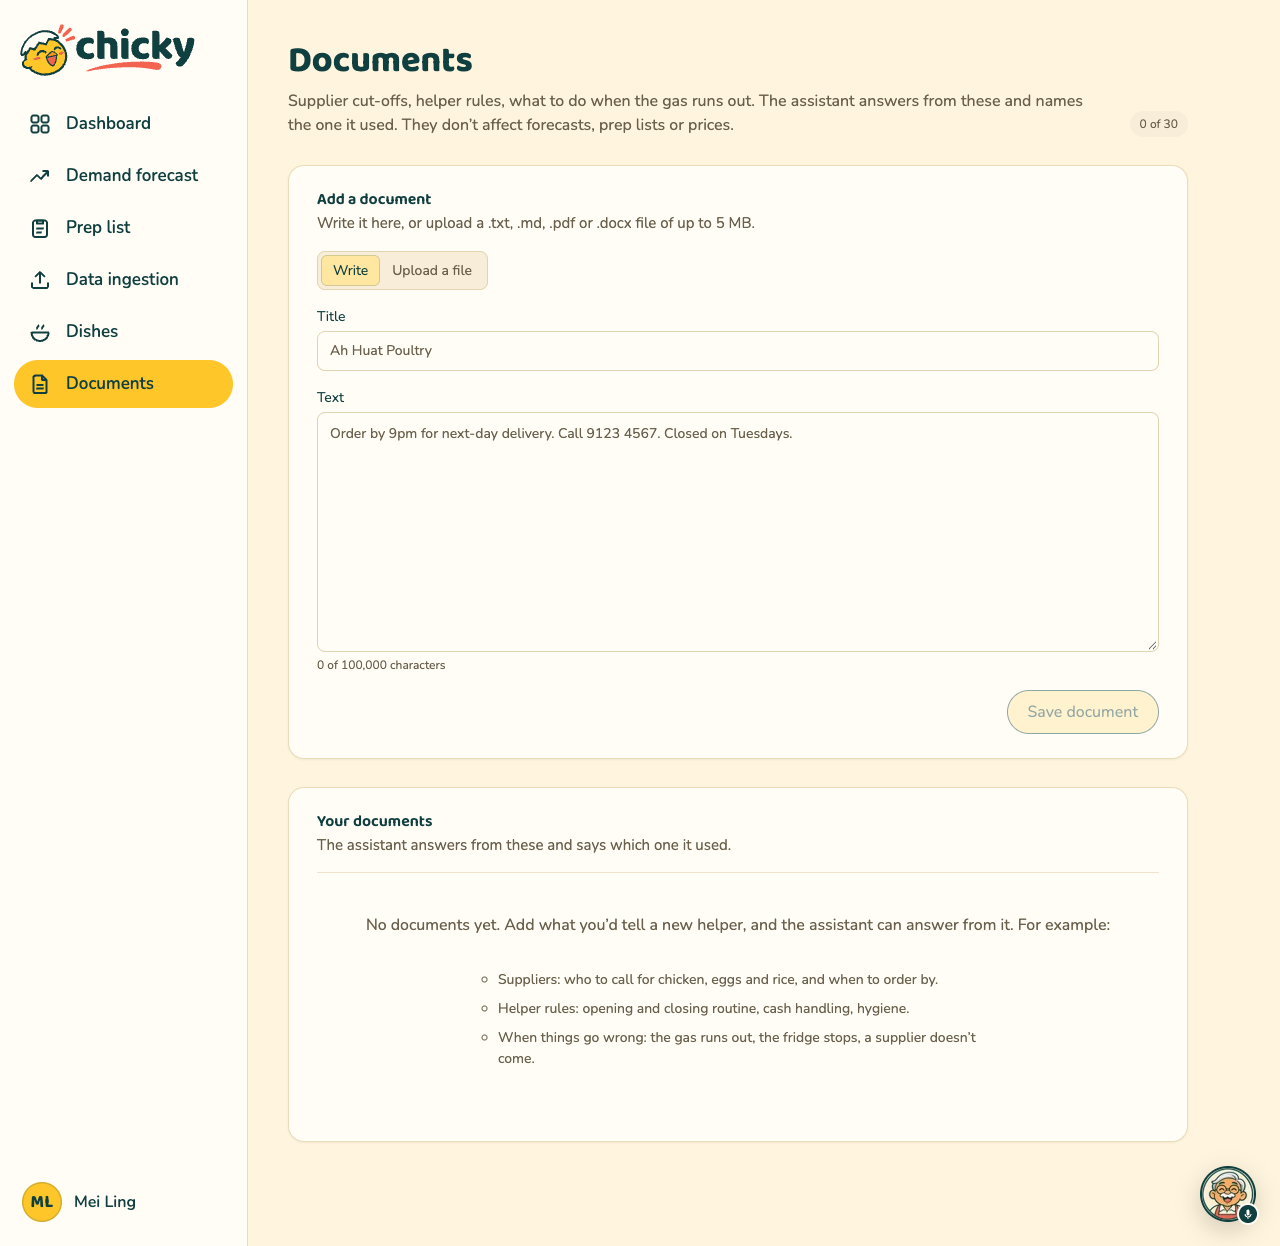 chicky
Dashboard
Demand forecast
Prep list
Data ingestion
Dishes
Documents
ML
Mei Ling
Documents
Supplier cut-offs, helper rules, what to do when the gas runs out. The assistant answers from these and names
the one it used. They don’t affect forecasts, prep lists or prices.
0 of 30
Add a document
Write it here, or upload a .txt, .md, .pdf or .docx file of up to 5 MB.
Write
Upload a file
Title
Ah Huat Poultry
Text
Order by 9pm for next-day delivery. Call 9123 4567. Closed on Tuesdays.
0 of 100,000 characters
Save document
Your documents
The assistant answers from these and says which one it used.
No documents yet. Add what you’d tell a new helper, and the assistant can answer from it. For example:
Suppliers: who to call for chicken, eggs and rice, and when to order by.
Helper rules: opening and closing routine, cash handling, hygiene.
When things go wrong: the gas runs out, the fridge stops, a supplier doesn’t
come.